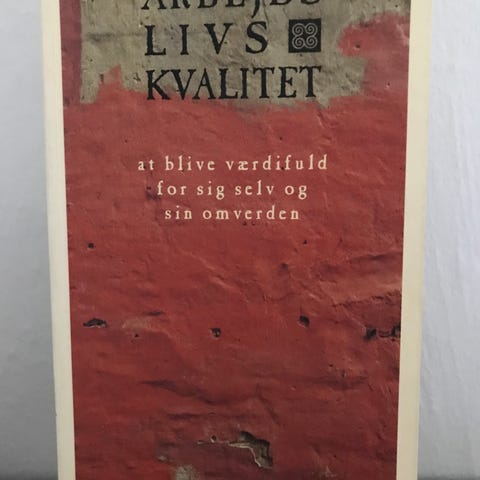 ARBEJDS
LIVS
KVALITET
at blive værdifuld
for sig selv og
sin omverden